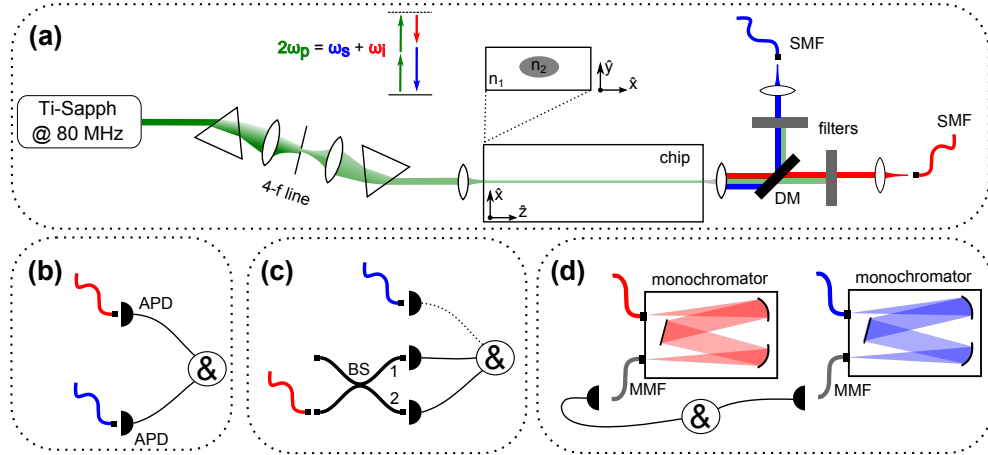 (a)
2ωp = ωs + ωi
n1
n2
ŷ
x̂
SMF
Ti-Sapph
@ 80 MHz
filters
SMF
4-f line
chip
x̂
ẑ
DM
(b)
APD
&
APD
(c)
BS
1
2
&
(d)
monochromator
monochromator
MMF
MMF
&